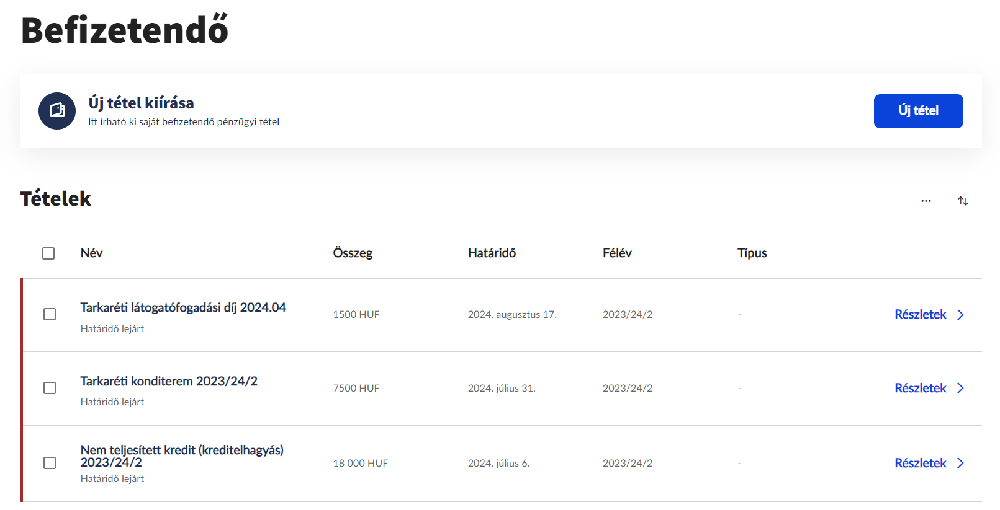 Befizetendő
Új tétel kiírása
Itt írható ki saját befizetendő pénzügyi tétel
Új tétel
Tételek
Név Összeg Határidő Félév Típus
Tarkaréti látogatófogadási díj 2024.04
Határidő lejárt
1500 HUF 2024. augusztus 17. 2023/24/2 - Részletek
Tarkaréti konditerem 2023/24/2
Határidő lejárt
7500 HUF 2024. július 31. 2023/24/2 - Részletek
Nem teljesített kredit (kreditelhagyás)
2023/24/2
Határidő lejárt
18 000 HUF 2024. július 6. 2023/24/2 - Részletek